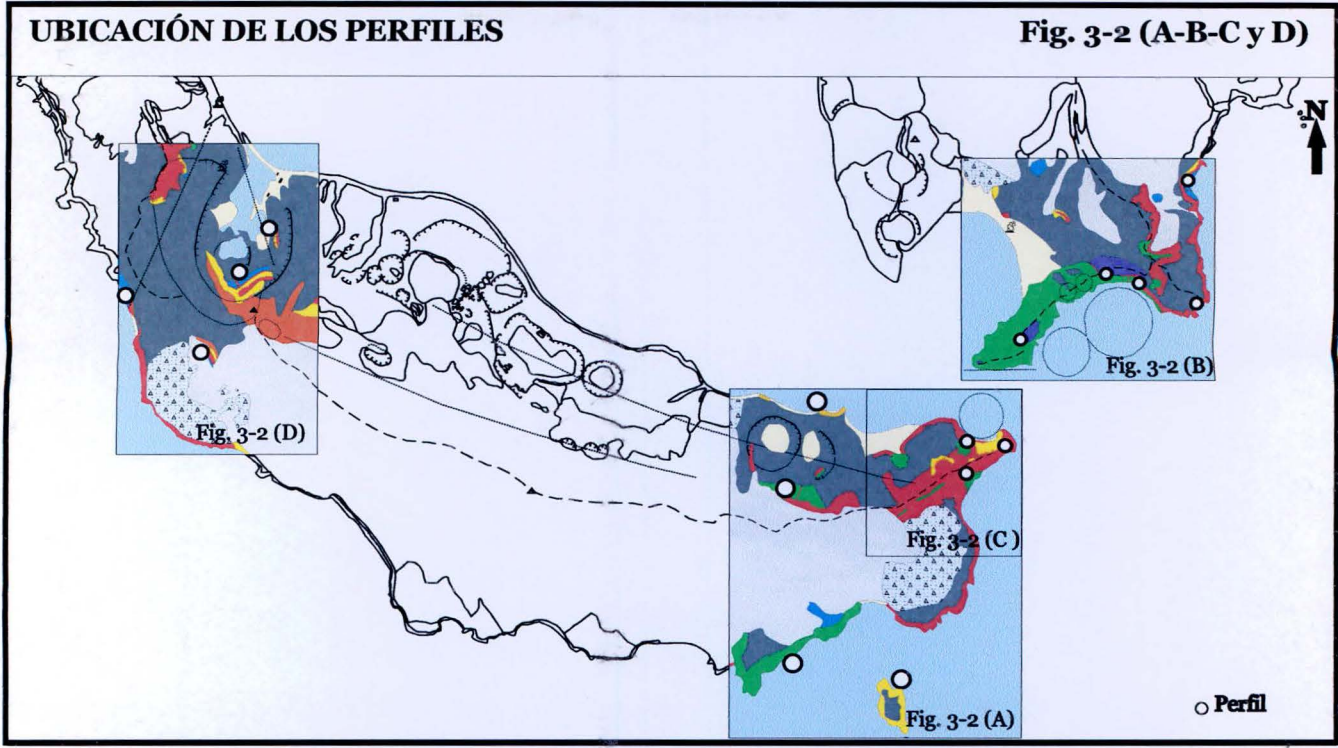 UBICACIÓN DE LOS PERFILES
Fig. 3-2 (A-B-C y D)
N
Fig. 3-2 (B)
Fig. 3-2 (D)
Fig. 3-2 (C )
Perfil
Fig. 3-2 (A)